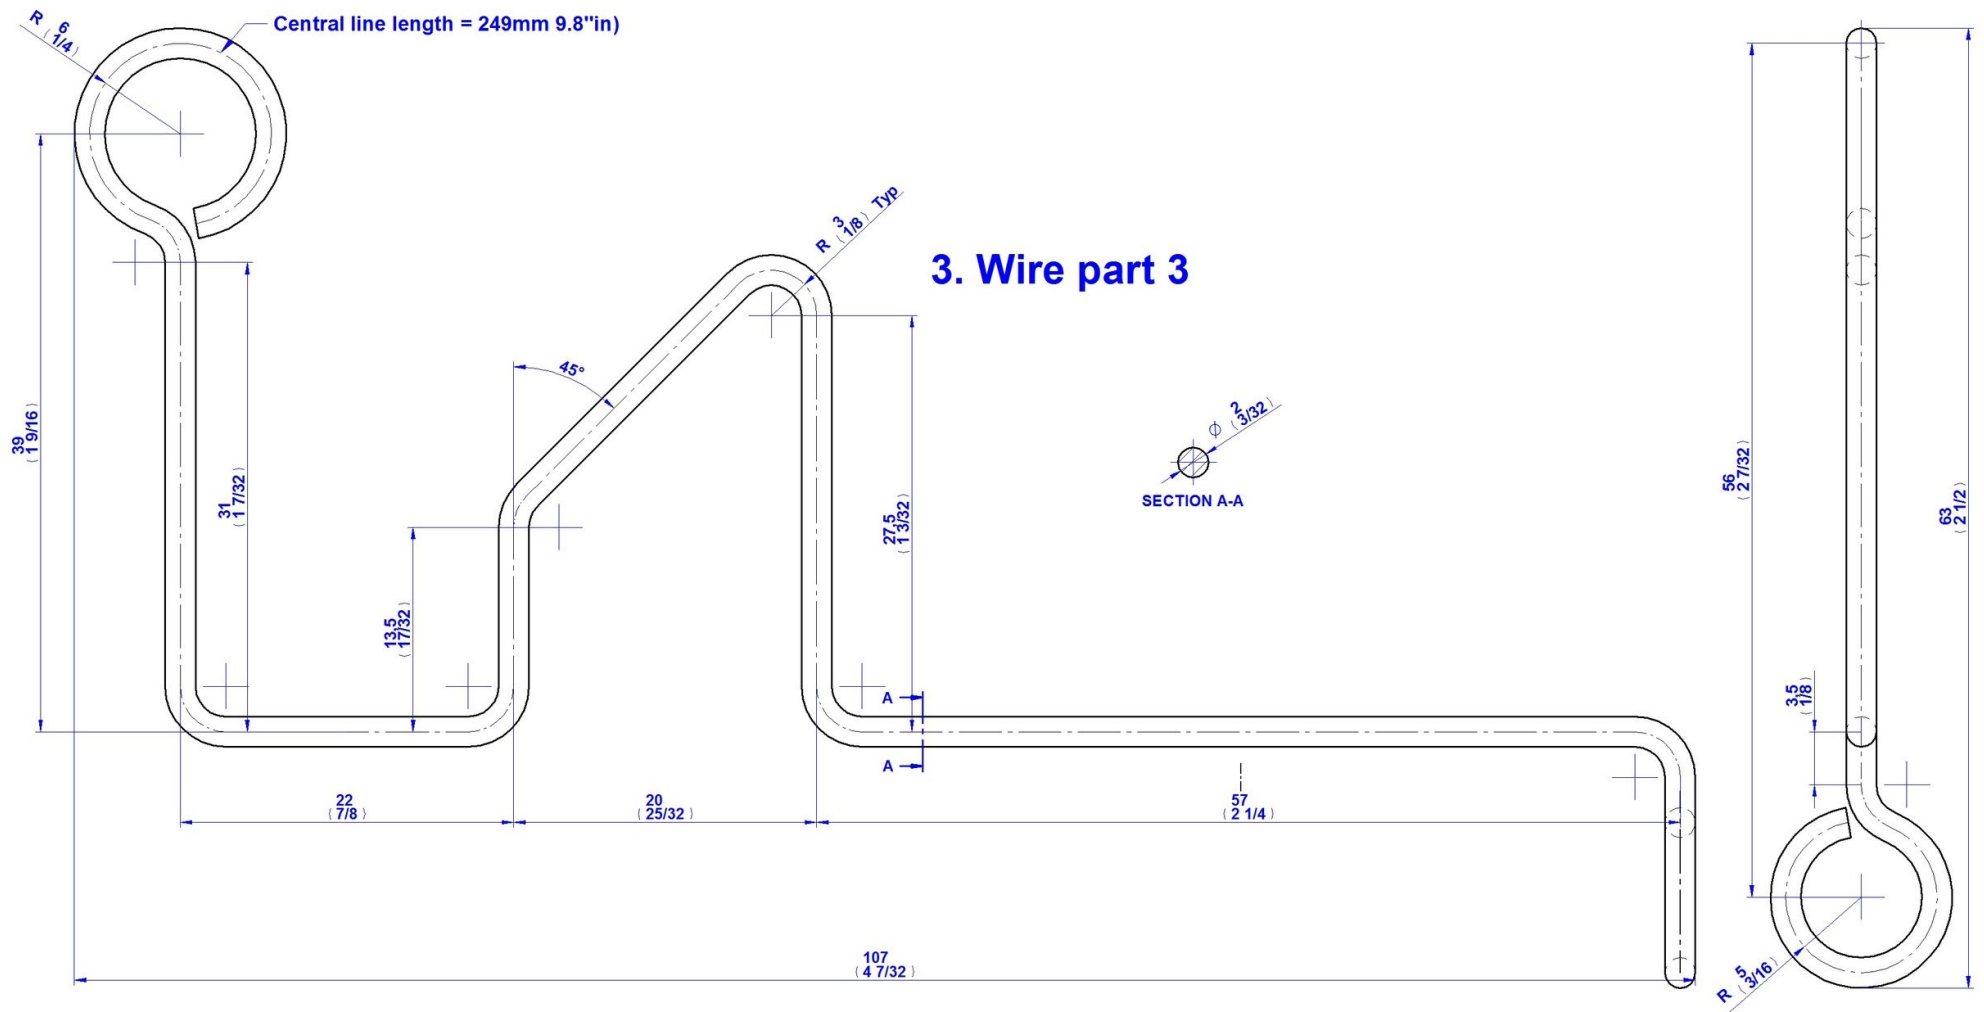 Central line length = 249mm 9.8"in)
R 6
( 1/4 )
R 3 Typ
( 1/8 )
3. Wire part 3
45°
Ø 2
( 3/32 )
SECTION A-A
39
( 1 9/16 )
31
( 1 7/32 )
13,5
( 17/32 )
27,5
( 1 3/32 )
A
A
22
( 7/8 )
20
( 25/32 )
57
( 2 1/4 )
107
( 4 7/32 )
56
( 2 7/32 )
63
( 2 1/2 )
3,5
( 1/8 )
R 5
( 3/16 )